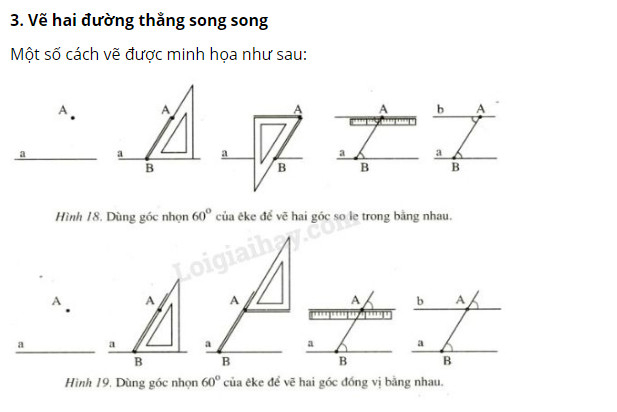 3. Vẽ hai đường thẳng song song
Một số cách vẽ được minh họa như sau:
A A A A b A
a a a a a
B B B B
Hình 18. Dùng góc nhọn 60° của êke để vẽ hai góc so le trong bằng nhau.
Loigiaihay.com
A A A A b A
a a a a a
B B B B
Hình 19. Dùng góc nhọn 60° của êke để vẽ hai góc đồng vị bằng nhau.